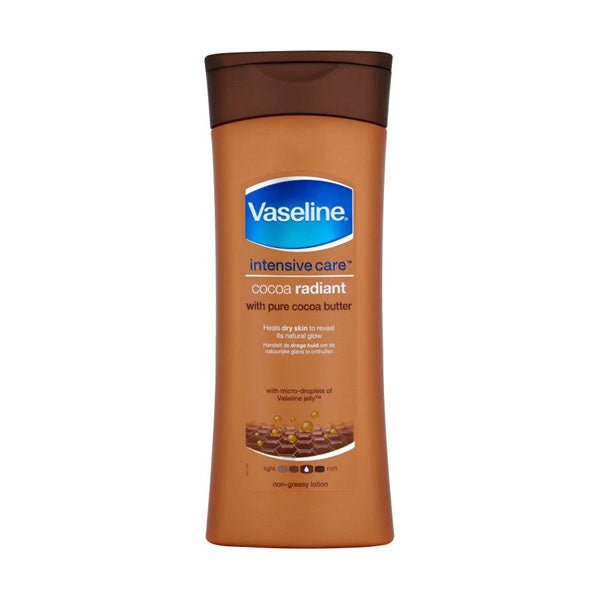 Vaseline®
intensive care™
cocoa radiant
with pure cocoa butter
Heals dry skin to reveal
its natural glow
Herstelt de droge huid om de
natuurlijke glans te onthullen
with micro-droplets of
Vaseline jelly™
light rich
non-greasy lotion